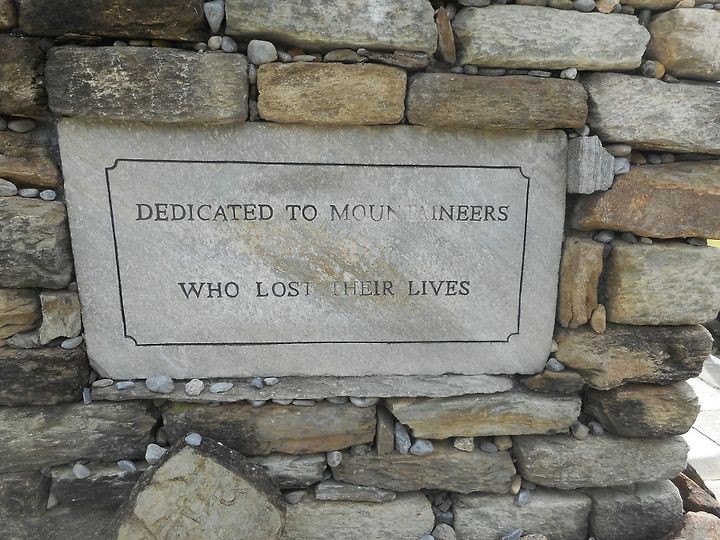 DEDICATED TO MOUNTAINEERS
WHO LOST THEIR LIVES